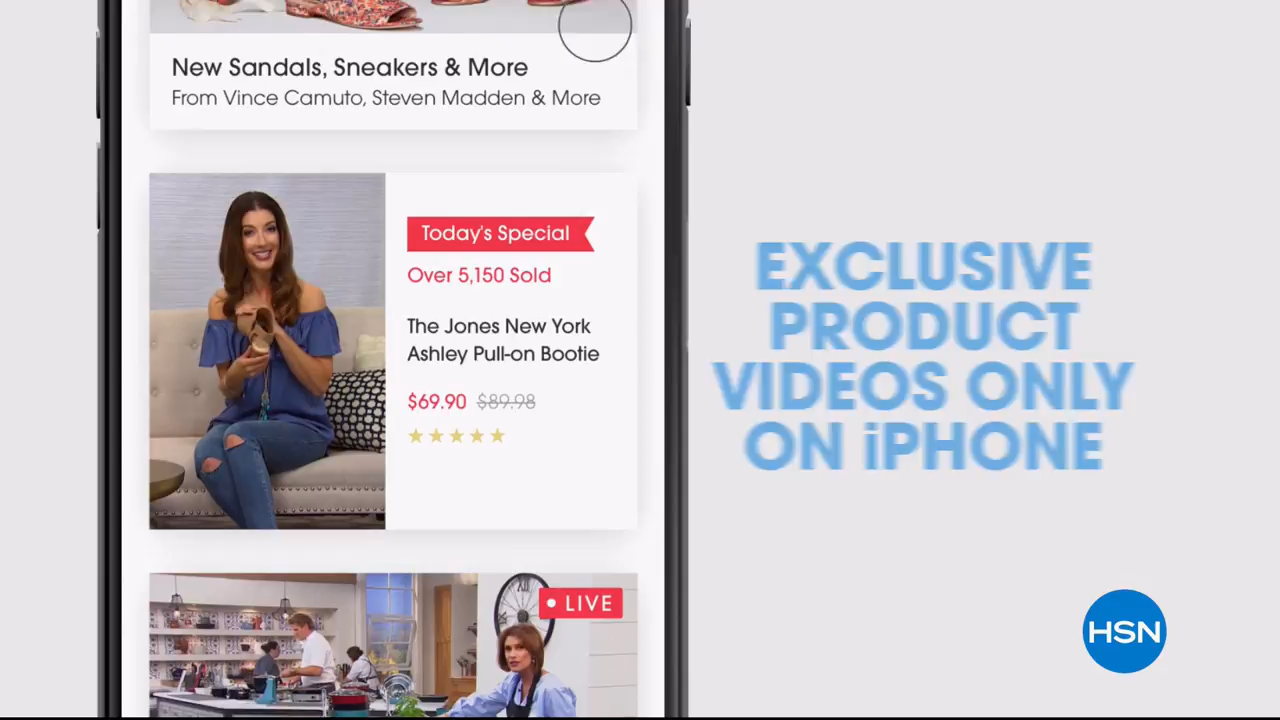 New Sandals, Sneakers & More
From Vince Camuto, Steven Madden & More
Today's Special
Over 5,150 Sold
The Jones New York
Ashley Pull-on Bootie
$69.90 $89.98
LIVE
EXCLUSIVE
PRODUCT
VIDEOS ONLY
ON iPHONE
HSN